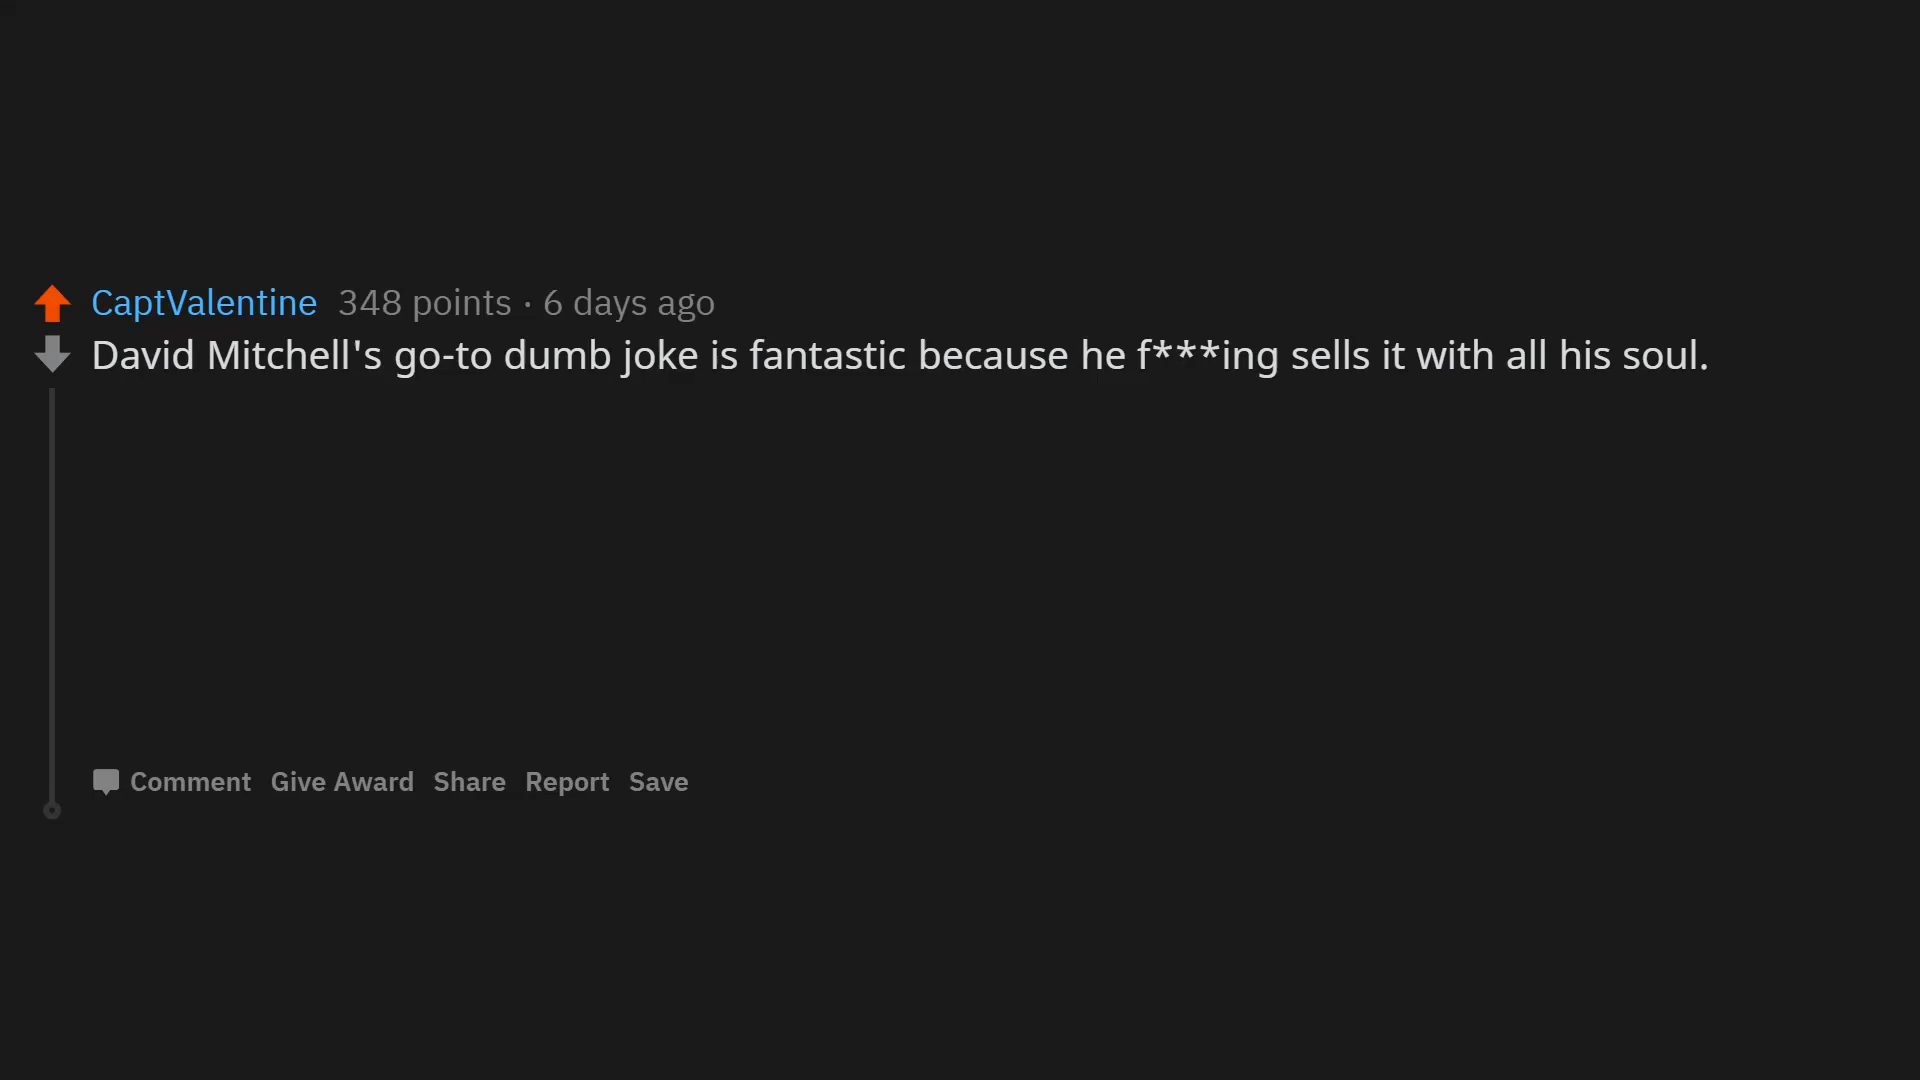 CaptValentine 348 points · 6 days ago
David Mitchell's go-to dumb joke is fantastic because he f***ing sells it with all his soul.
Comment Give Award Share Report Save